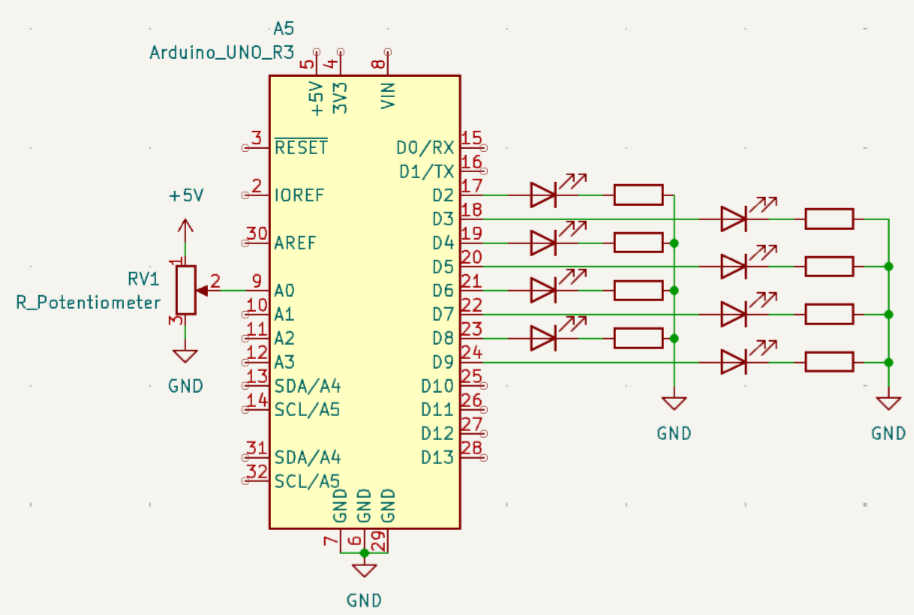 A5
Arduino_UNO_R3
5 4 8
+5V 3V3 VIN
3 RESET D0/RX 15
D1/TX 16
+5V 2 IOREF D2 17
D3 18
30 AREF D4 19
1 D5 20
RV1 2 9 A0 D6 21
R_Potentiometer 10 A1 D7 22
3 11 A2 D8 23
12 A3 D9 24
GND 13 SDA/A4 D10 25
14 SCL/A5 D11 26
D12 27 GND GND
31 SDA/A4 D13 28
32 SCL/A5
GND GND GND
7 6 29
GND